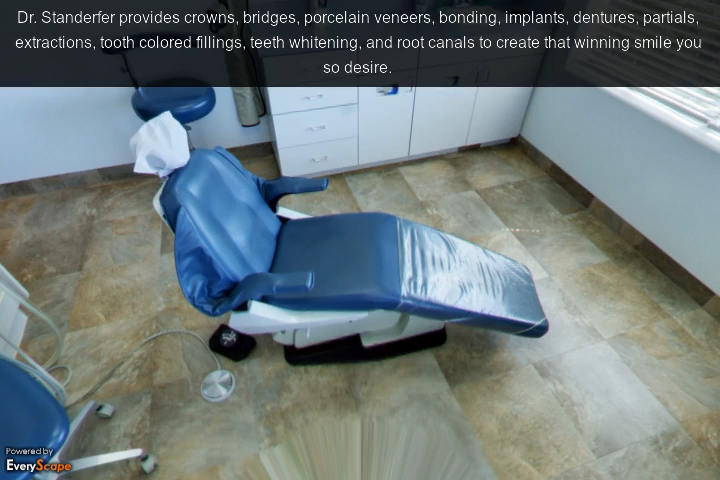 Dr. Standerfer provides crowns, bridges, porcelain veneers, bonding, implants, dentures, partials,
extractions, tooth colored fillings, teeth whitening, and root canals to create that winning smile you
so desire.
Powered by
EveryScape